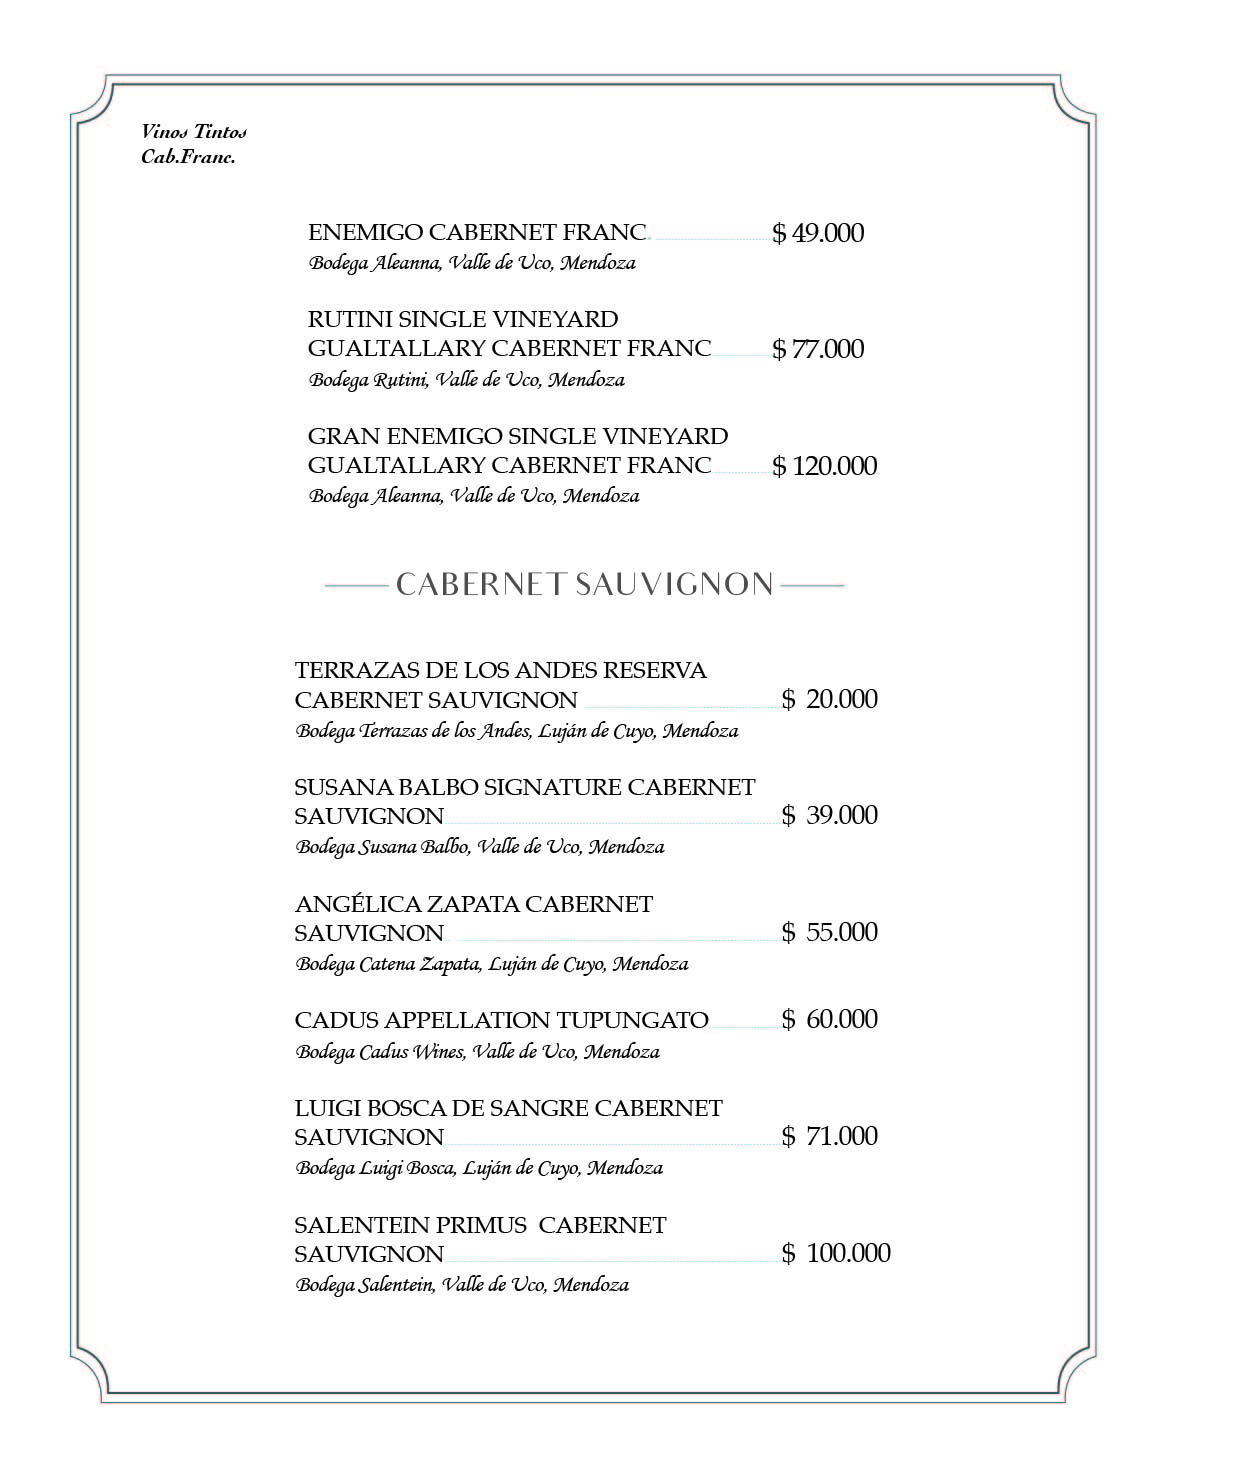 Vinos Tintos
Cab.Franc.
ENEMIGO CABERNET FRANC $ 49.000
Bodega Aleanna, Valle de Uco, Mendoza
RUTINI SINGLE VINEYARD
GUALTALLARY CABERNET FRANC $ 77.000
Bodega Rutini, Valle de Uco, Mendoza
GRAN ENEMIGO SINGLE VINEYARD
GUALTALLARY CABERNET FRANC $ 120.000
Bodega Aleanna, Valle de Uco, Mendoza
CABERNET SAUVIGNON
TERRAZAS DE LOS ANDES RESERVA
CABERNET SAUVIGNON $ 20.000
Bodega Terrazas de los Andes, Luján de Cuyo, Mendoza
SUSANA BALBO SIGNATURE CABERNET
SAUVIGNON $ 39.000
Bodega Susana Balbo, Valle de Uco, Mendoza
ANGÉLICA ZAPATA CABERNET
SAUVIGNON $ 55.000
Bodega Catena Zapata, Luján de Cuyo, Mendoza
CADUS APPELLATION TUPUNGATO $ 60.000
Bodega Cadus Wines, Valle de Uco, Mendoza
LUIGI BOSCA DE SANGRE CABERNET
SAUVIGNON $ 71.000
Bodega Luigi Bosca, Luján de Cuyo, Mendoza
SALENTEIN PRIMUS CABERNET
SAUVIGNON $ 100.000
Bodega Salentein, Valle de Uco, Mendoza